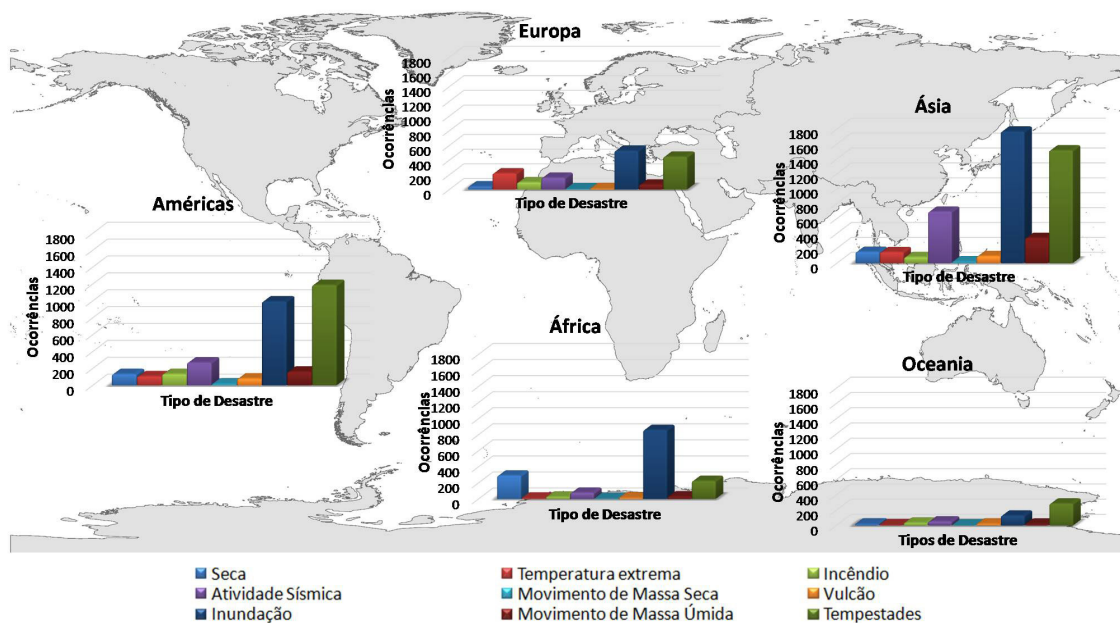 Europa
1800
1600
1400
1200
1000
800
600
400
200
0
Ocorrências
Tipo de Desastre
Ásia
1800
1600
1400
1200
1000
800
600
400
200
0
Ocorrências
Tipo de Desastre
Américas
1800
1600
1400
1200
1000
800
600
400
200
0
Ocorrências
Tipo de Desastre
África
1800
1600
1400
1200
1000
800
600
400
200
0
Ocorrências
Tipo de Desastre
Oceania
1800
1600
1400
1200
1000
800
600
400
200
0
Ocorrências
Tipos de Desastre
Seca
Temperatura extrema
Incêndio
Atividade Sísmica
Movimento de Massa Seca
Vulcão
Inundação
Movimento de Massa Úmida
Tempestades